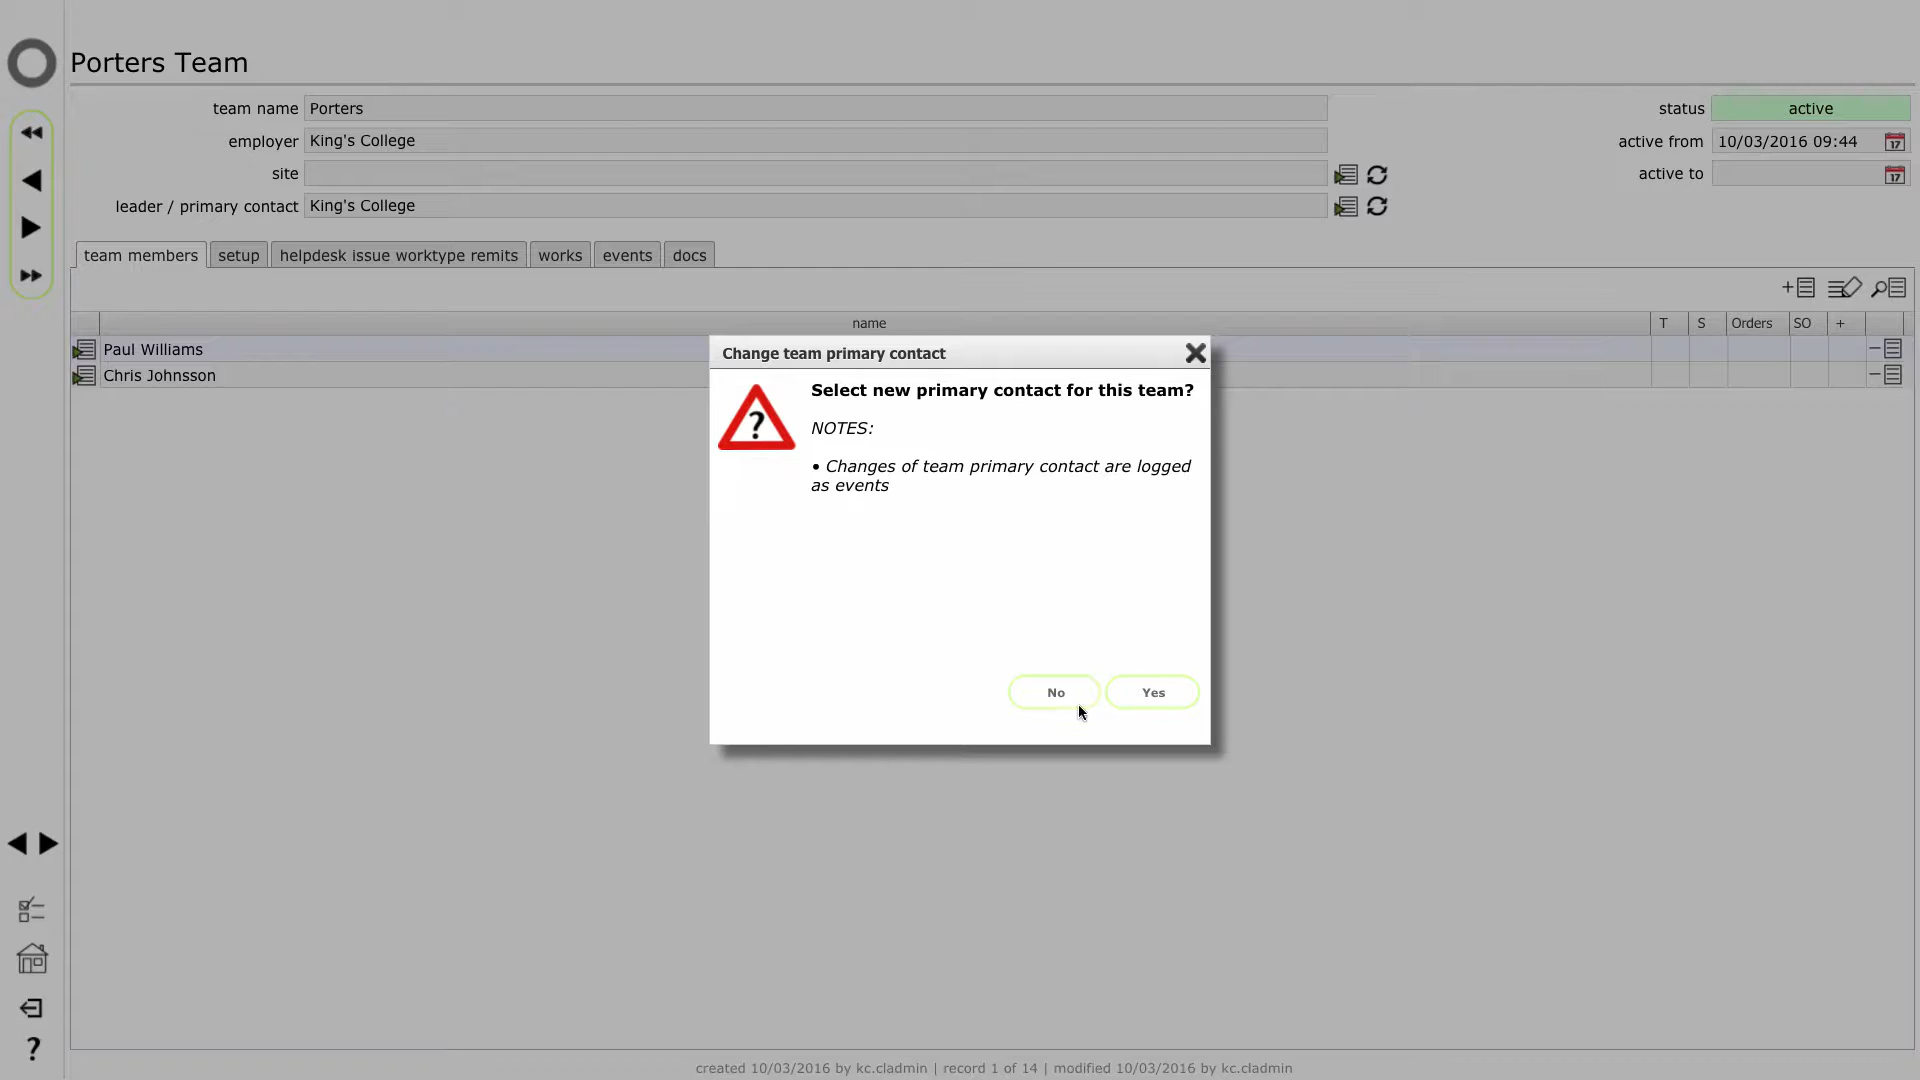 Porters Team
team name Porters
status active
employer King's College
active from 10/03/2016 09:44 17
site
active to 17
leader / primary contact King's College
team members setup helpdesk issue worktype remits works events docs
+
name T S Orders SO +
Paul Williams
Chris Johnsson
Change team primary contact
Select new primary contact for this team?
?
NOTES:
• Changes of team primary contact are logged
as events
No Yes
?
created 10/03/2016 by kc.cladmin | record 1 of 14 | modified 10/03/2016 by kc.cladmin